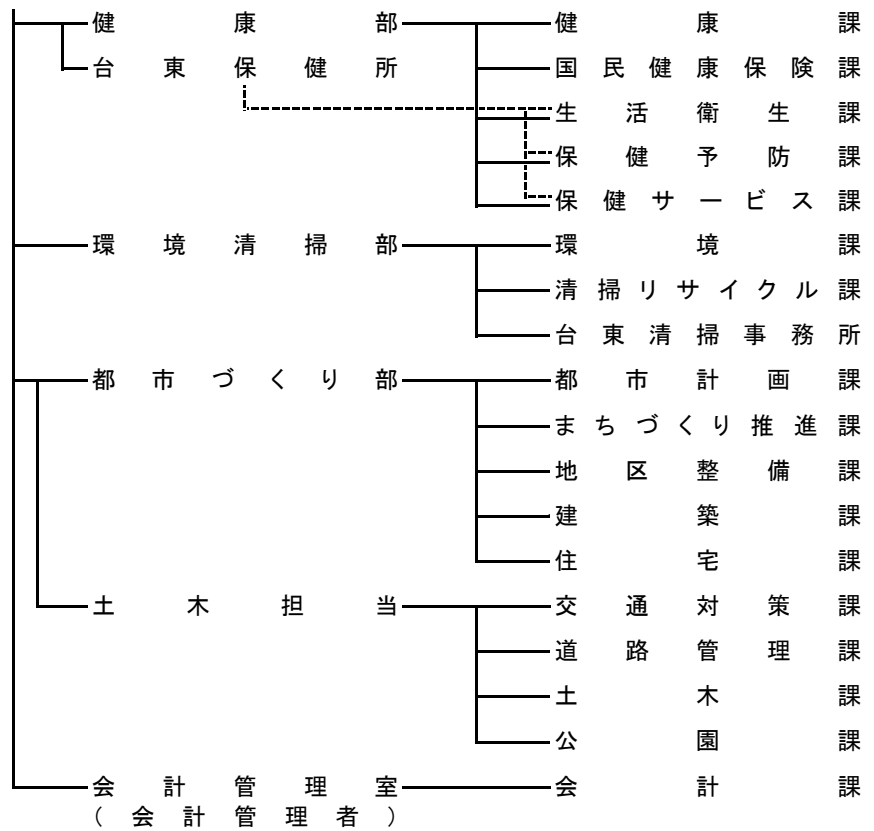 健康部 健康課
台東保健所 国民健康保険課
生活衛生課
保健予防課
保健サービス課
環境清掃部 環境課
清掃リサイクル課
台東清掃事務所
都市づくり部 都市計画課
まちづくり推進課
地区整備課
建築課
住宅課
土木担当 交通対策課
道路管理課
土木課
公園課
会計管理室 会計課
(会計管理者)